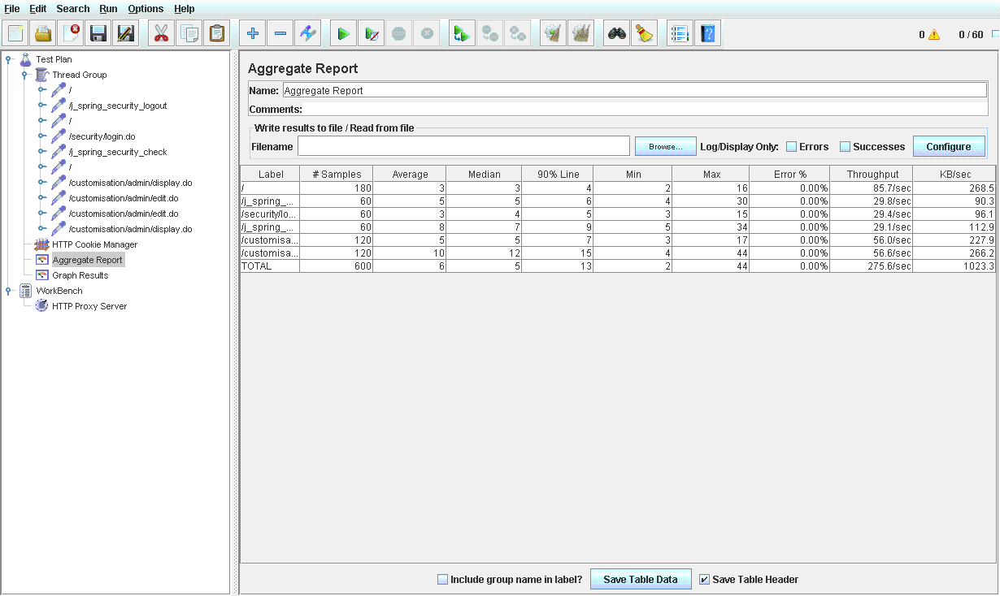 File Edit Search Run Options Help
0 0 / 60
Test Plan
Thread Group
/
/j_spring_security_logout
/
/security/login.do
/j_spring_security_check
/
/customisation/admin/display.do
/customisation/admin/edit.do
/customisation/admin/edit.do
/customisation/admin/display.do
HTTP Cookie Manager
Aggregate Report
Graph Results
WorkBench
HTTP Proxy Server
Aggregate Report
Name: Aggregate Report
Comments:
Write results to file / Read from file
Filename Browse... Log/Display Only: Errors Successes Configure
Label # Samples Average Median 90% Line Min Max Error % Throughput KB/sec
/ 180 3 3 4 2 16 0.00% 85.7/sec 268.5
/j_spring_... 60 5 5 6 4 30 0.00% 29.8/sec 90.3
/security/lo... 60 3 4 5 3 15 0.00% 29.4/sec 96.1
/j_spring_... 60 8 7 9 5 34 0.00% 29.1/sec 112.9
/customisa... 120 5 5 7 3 17 0.00% 56.0/sec 227.9
/customisa... 120 10 12 15 4 44 0.00% 56.6/sec 266.2
TOTAL 600 6 5 13 2 44 0.00% 275.6/sec 1023.3
Include group name in label? Save Table Data Save Table Header